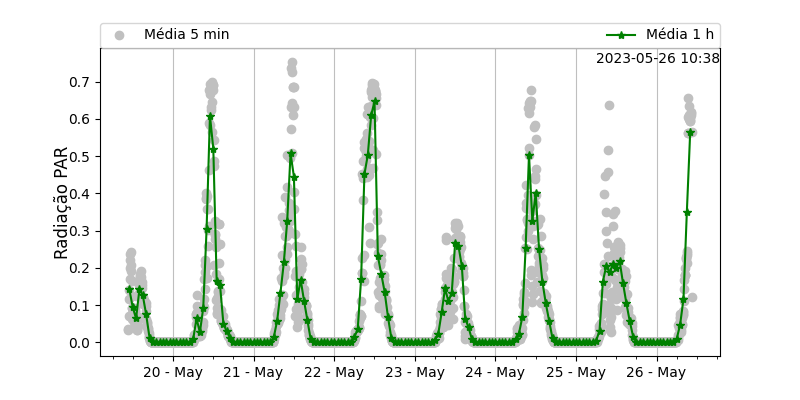 Média 5 min
Média 1 h
2023-05-26 10:38
Radiação PAR
0.7
0.6
0.5
0.4
0.3
0.2
0.1
0.0
20 - May
21 - May
22 - May
23 - May
24 - May
25 - May
26 - May